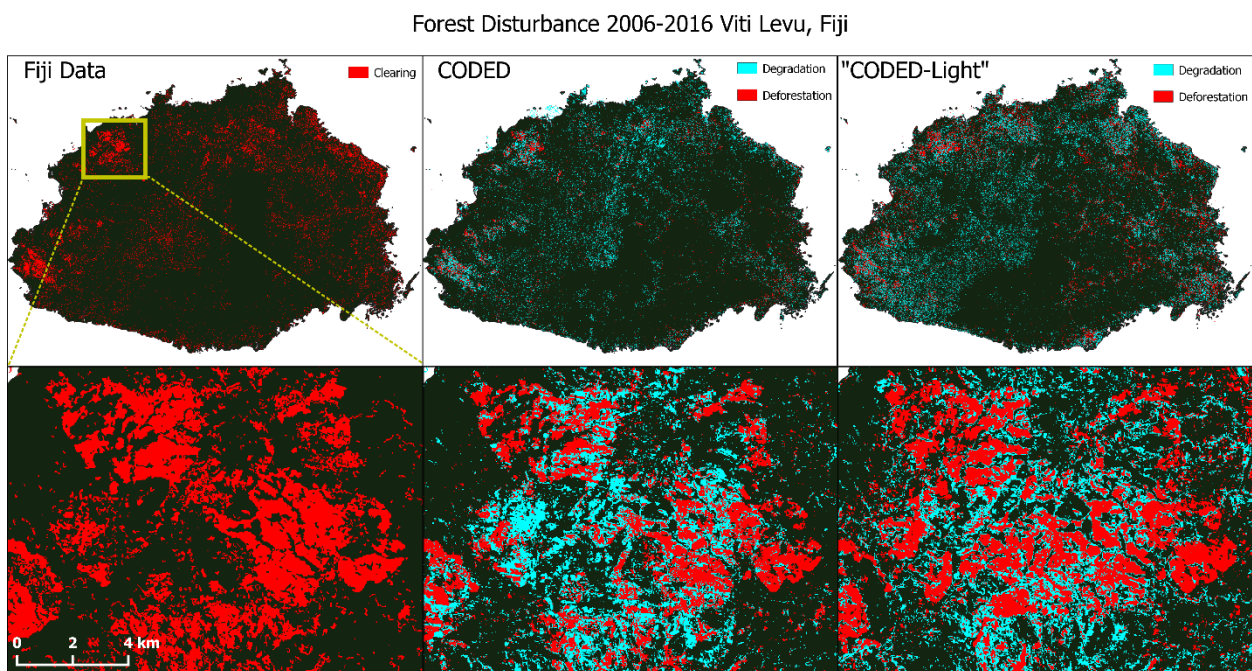 Forest Disturbance 2006-2016 Viti Levu, Fiji
Fiji Data
Clearing
CODED
Degradation
Deforestation
"CODED-Light"
Degradation
Deforestation
0 2 4 km